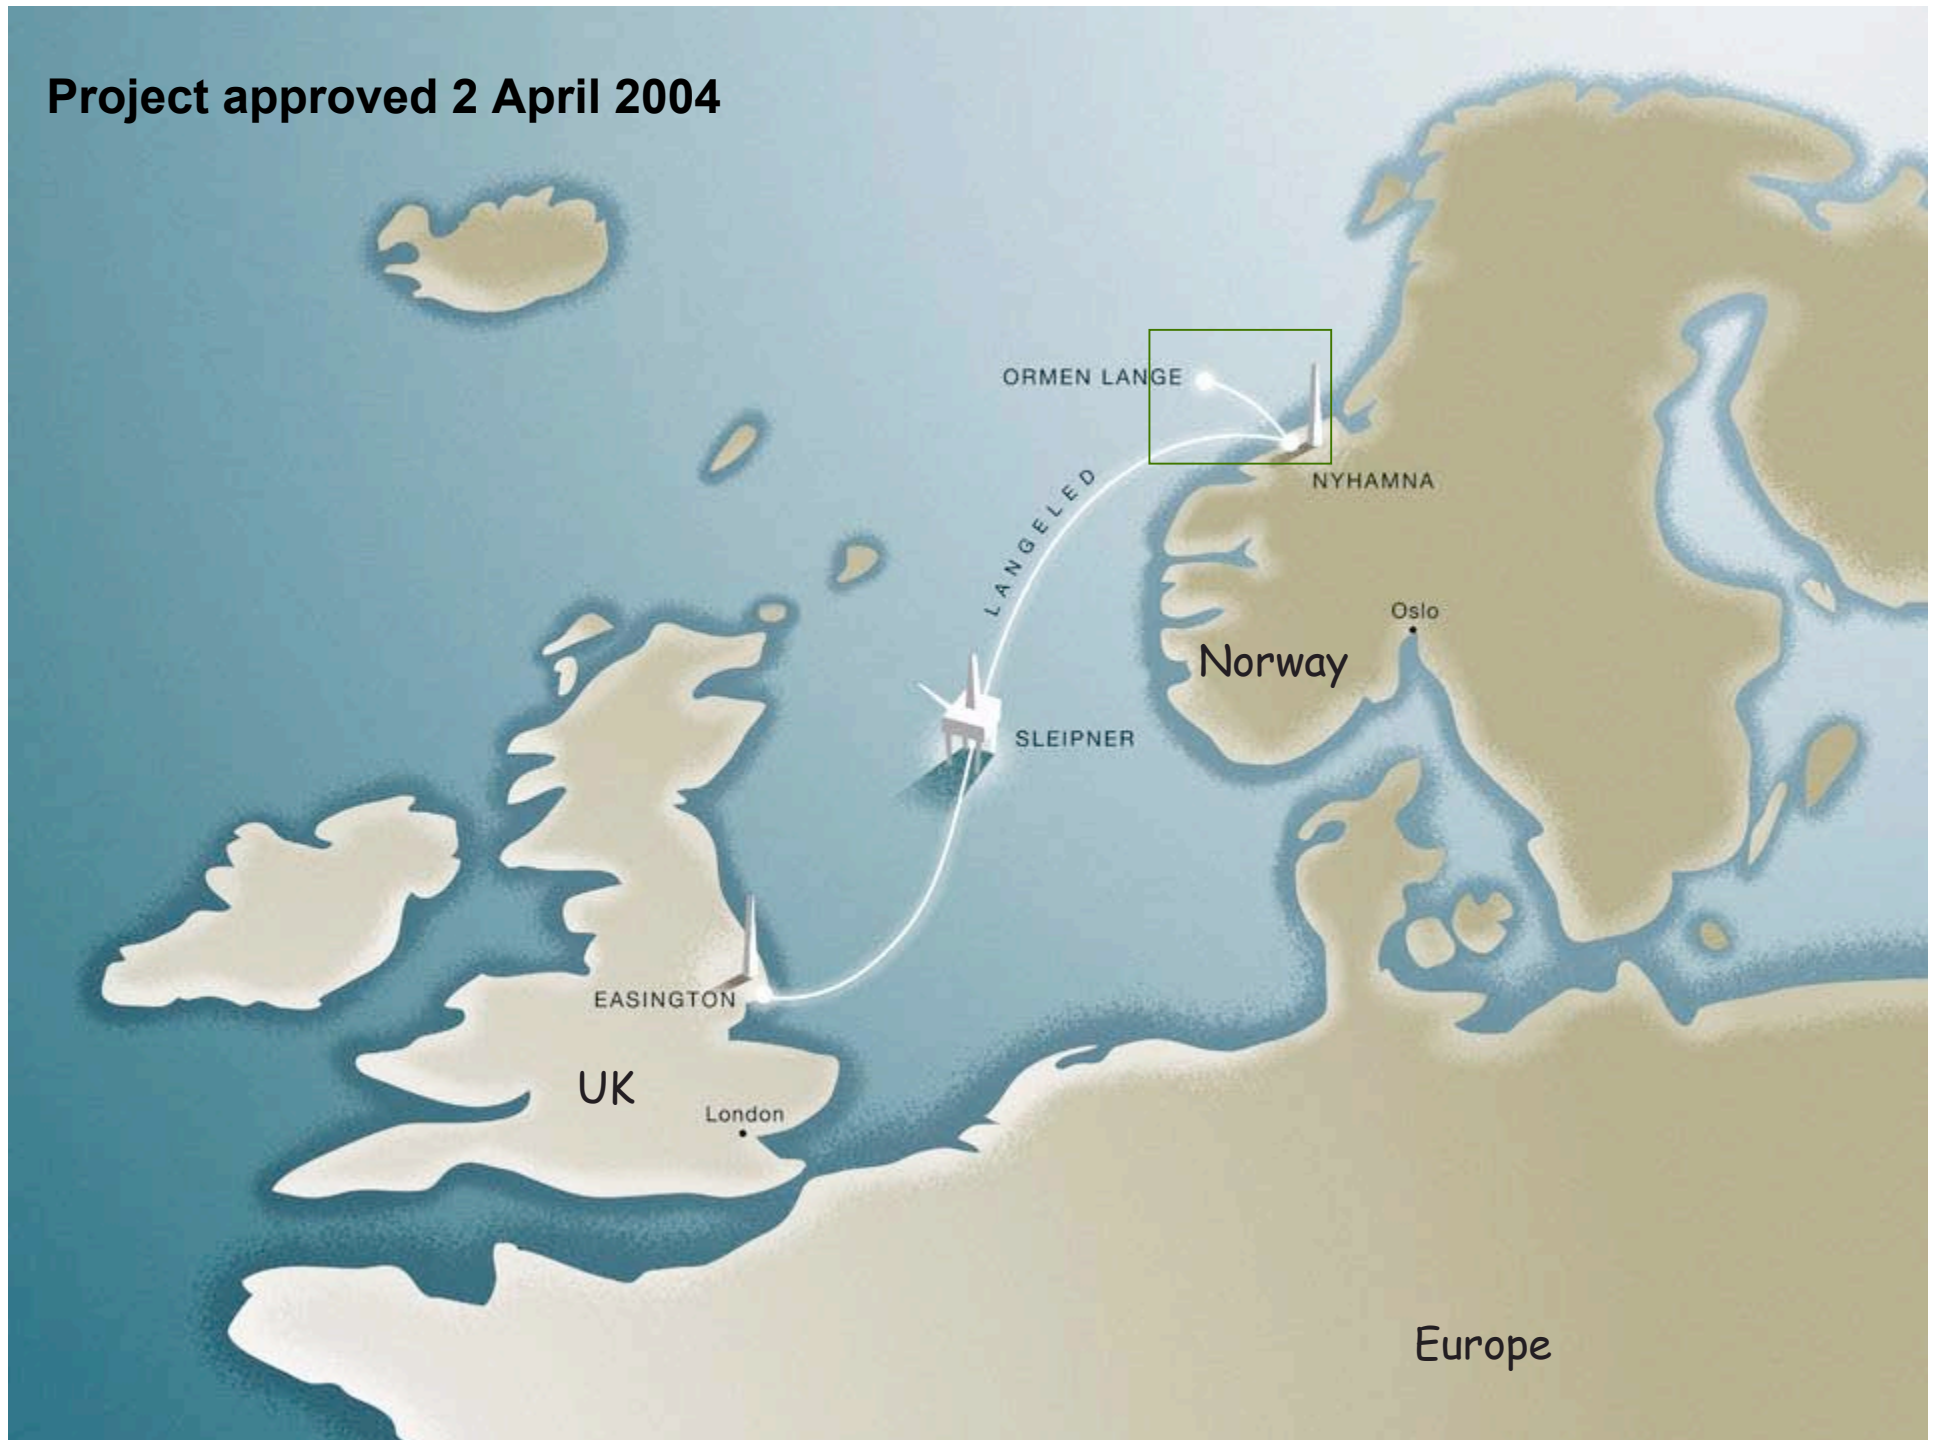 Project approved 2 April 2004
ORMEN LANGE
NYHAMNA
LANGELED
Oslo
Norway
SLEIPNER
EASINGTON
UK
London
Europe